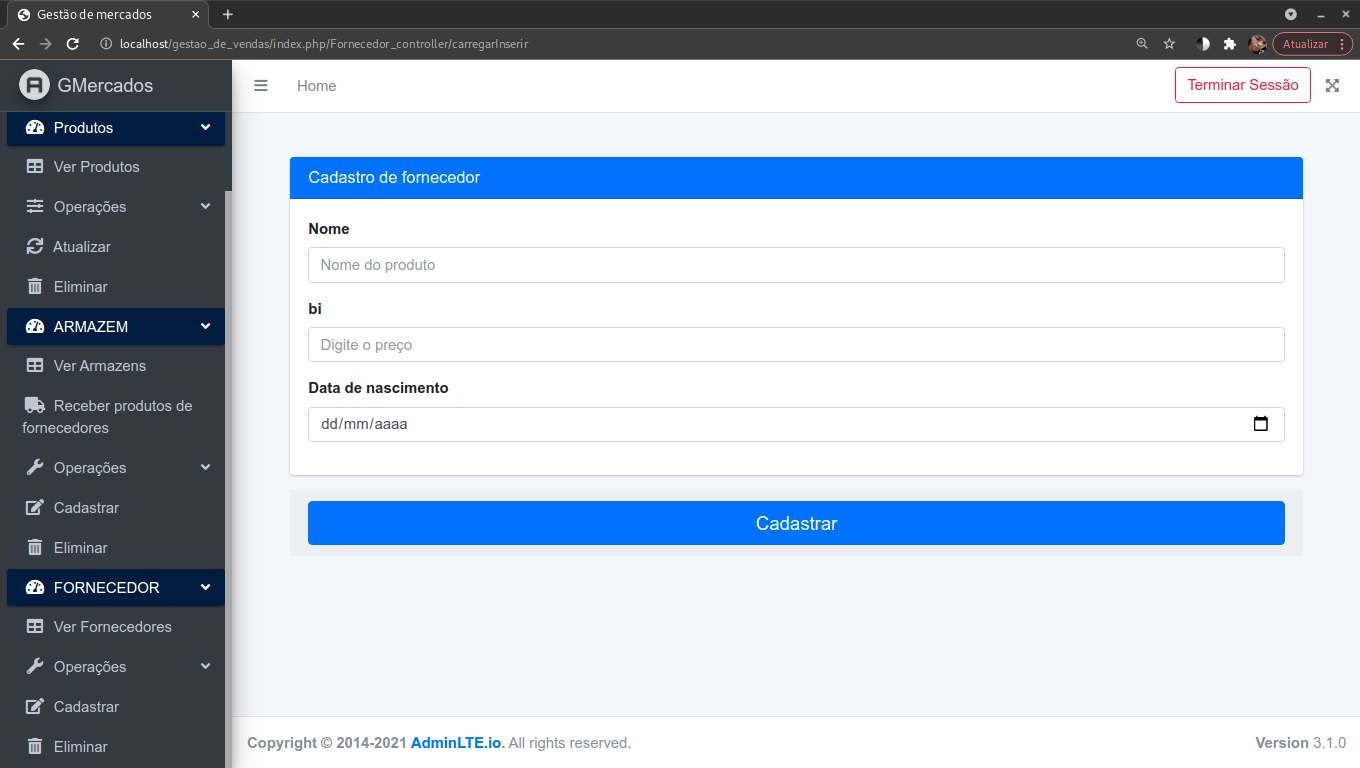 Gestão de mercados
localhost/gestao_de_vendas/index.php/Fornecedor_controller/carregarInserir
Atualizar
GMercados
Home
Terminar Sessão
Produtos
Ver Produtos
Operações
Atualizar
Eliminar
ARMAZEM
Ver Armazens
Receber produtos de
fornecedores
Operações
Cadastrar
Eliminar
FORNECEDOR
Ver Fornecedores
Operações
Cadastrar
Eliminar
Cadastro de fornecedor
Nome
Nome do produto
bi
Digite o preço
Data de nascimento
dd/mm/aaaa
Cadastrar
Copyright © 2014-2021 AdminLTE.io. All rights reserved.
Version 3.1.0